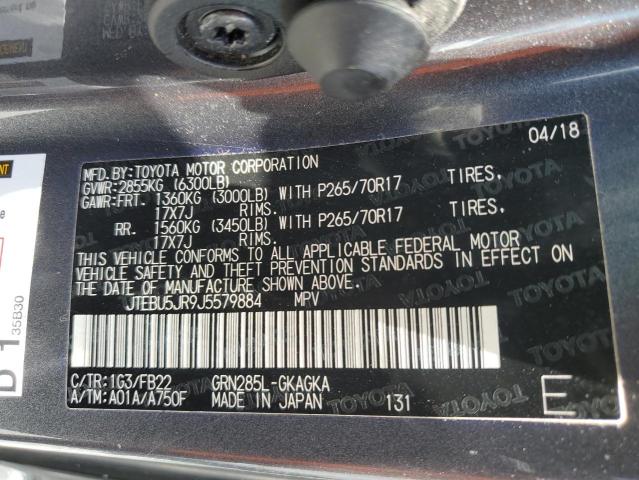 04/18
MFD.BY:TOYOTA MOTOR CORPORATION
GVWR:2855KG (6300LB)
GAWR:FRT. 1360KG (3000LB) WITH P265/70R17 TIRES,
17X7J RIMS.
RR. 1560KG (3450LB) WITH P265/70R17 TIRES,
17X7J RIMS.
THIS VEHICLE CONFORMS TO ALL APPLICABLE FEDERAL MOTOR
VEHICLE SAFETY AND THEFT PREVENTION STANDARDS IN EFFECT ON
THE DATE OF MANUFACTURE SHOWN ABOVE.
JTEBU5JR9J5579884 MPV
C/TR:1G3/FB22 GRN285L-GKAGKA
A/TM:A01A/A750F MADE IN JAPAN 131 E
35B30